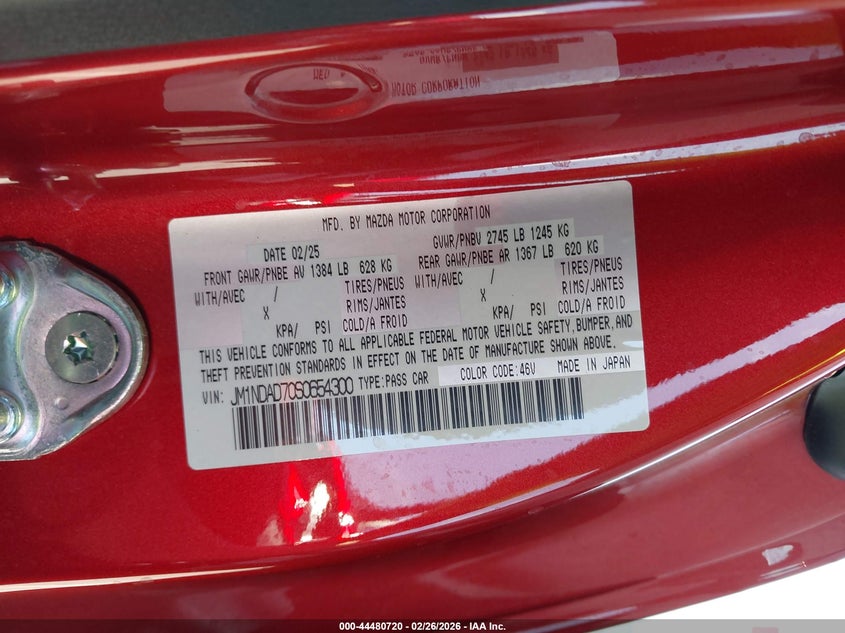 MFD. BY MAZDA MOTOR CORPORATION
DATE 02/25 GVWR/PNBV 2745 LB 1245 KG
FRONT GAWR/PNBE AV 1384 LB 628 KG REAR GAWR/PNBE AR 1367 LB 620 KG
WITH/AVEC / TIRES/PNEUS WITH/AVEC / TIRES/PNEUS
X RIMS/JANTES X RIMS/JANTES
KPA/ PSI COLD/A FROID KPA/ PSI COLD/A FROID
THIS VEHICLE CONFORMS TO ALL APPLICABLE FEDERAL MOTOR VEHICLE SAFETY, BUMPER, AND
THEFT PREVENTION STANDARDS IN EFFECT ON THE DATE OF MANUFACTURE SHOWN ABOVE.
VIN: JM1NDAD70S0654300 TYPE:PASS CAR COLOR CODE:46V MADE IN JAPAN
000-44480720 - 02/26/2026 - IAA Inc.